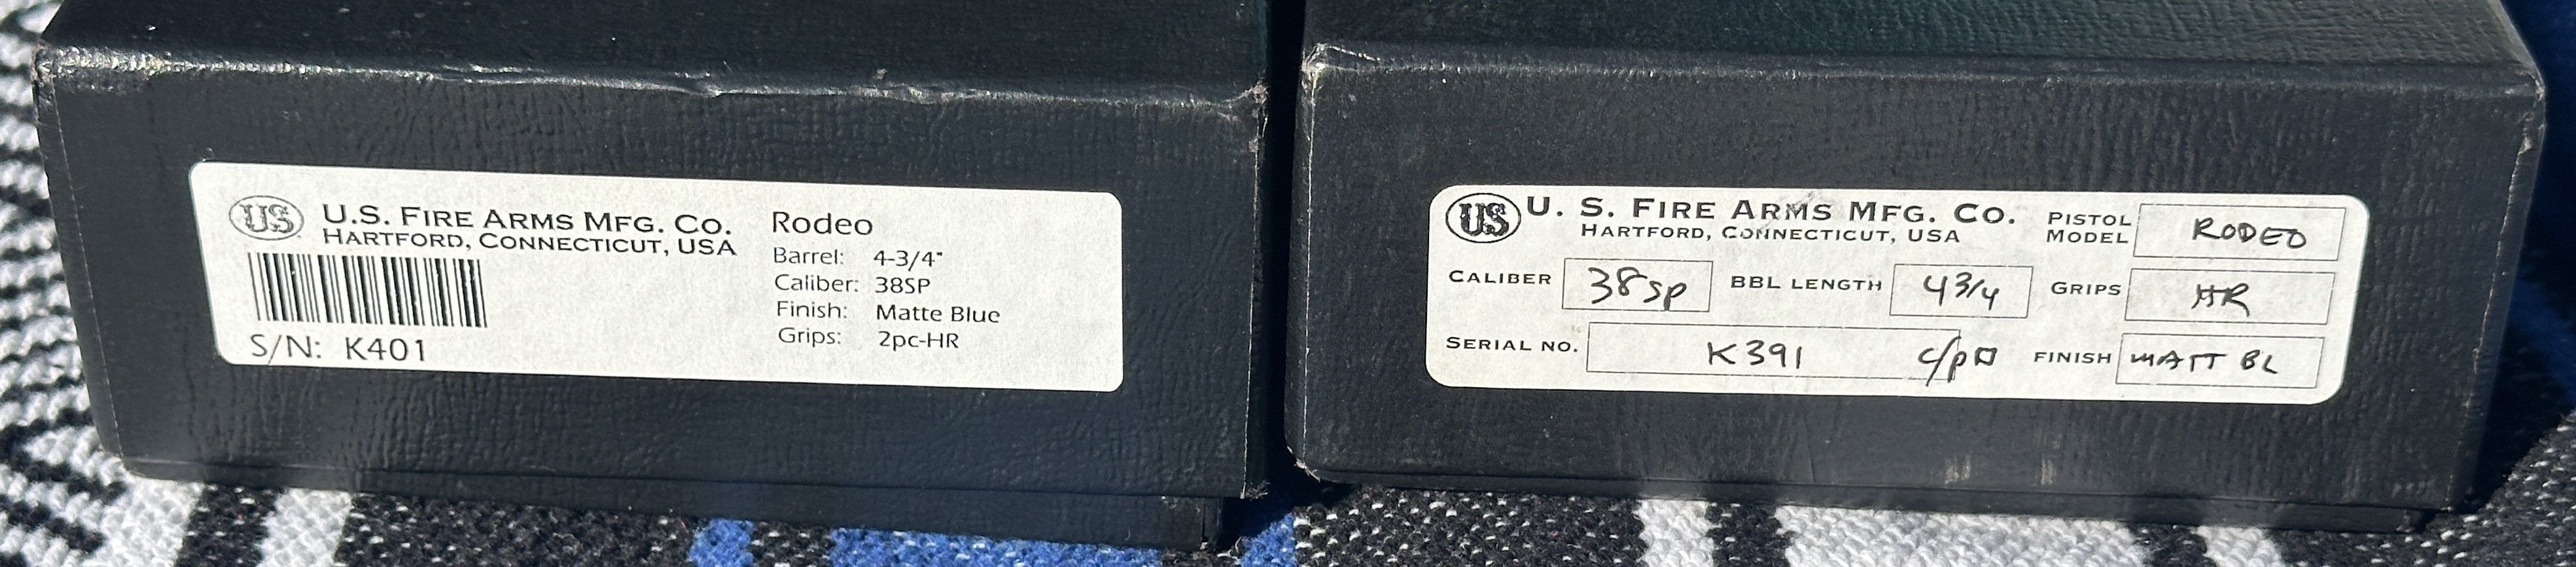 US
U.S. FIRE ARMS MFG. CO.
HARTFORD, CONNECTICUT, USA
S/N: K401
Rodeo
Barrel: 4-3/4"
Caliber: 38SP
Finish: Matte Blue
Grips: 2pc-HR
US
U. S. FIRE ARMS MFG. CO.
HARTFORD, CONNECTICUT, USA
PISTOL MODEL RODEO
CALIBER 38SP BBL LENGTH 4 3/4 GRIPS HR
SERIAL NO. K391 FINISH MATT BL